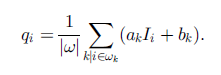 q_i = \frac{1}{|\omega|} \sum_{k|i \in \omega_k} (a_k I_i + b_k).